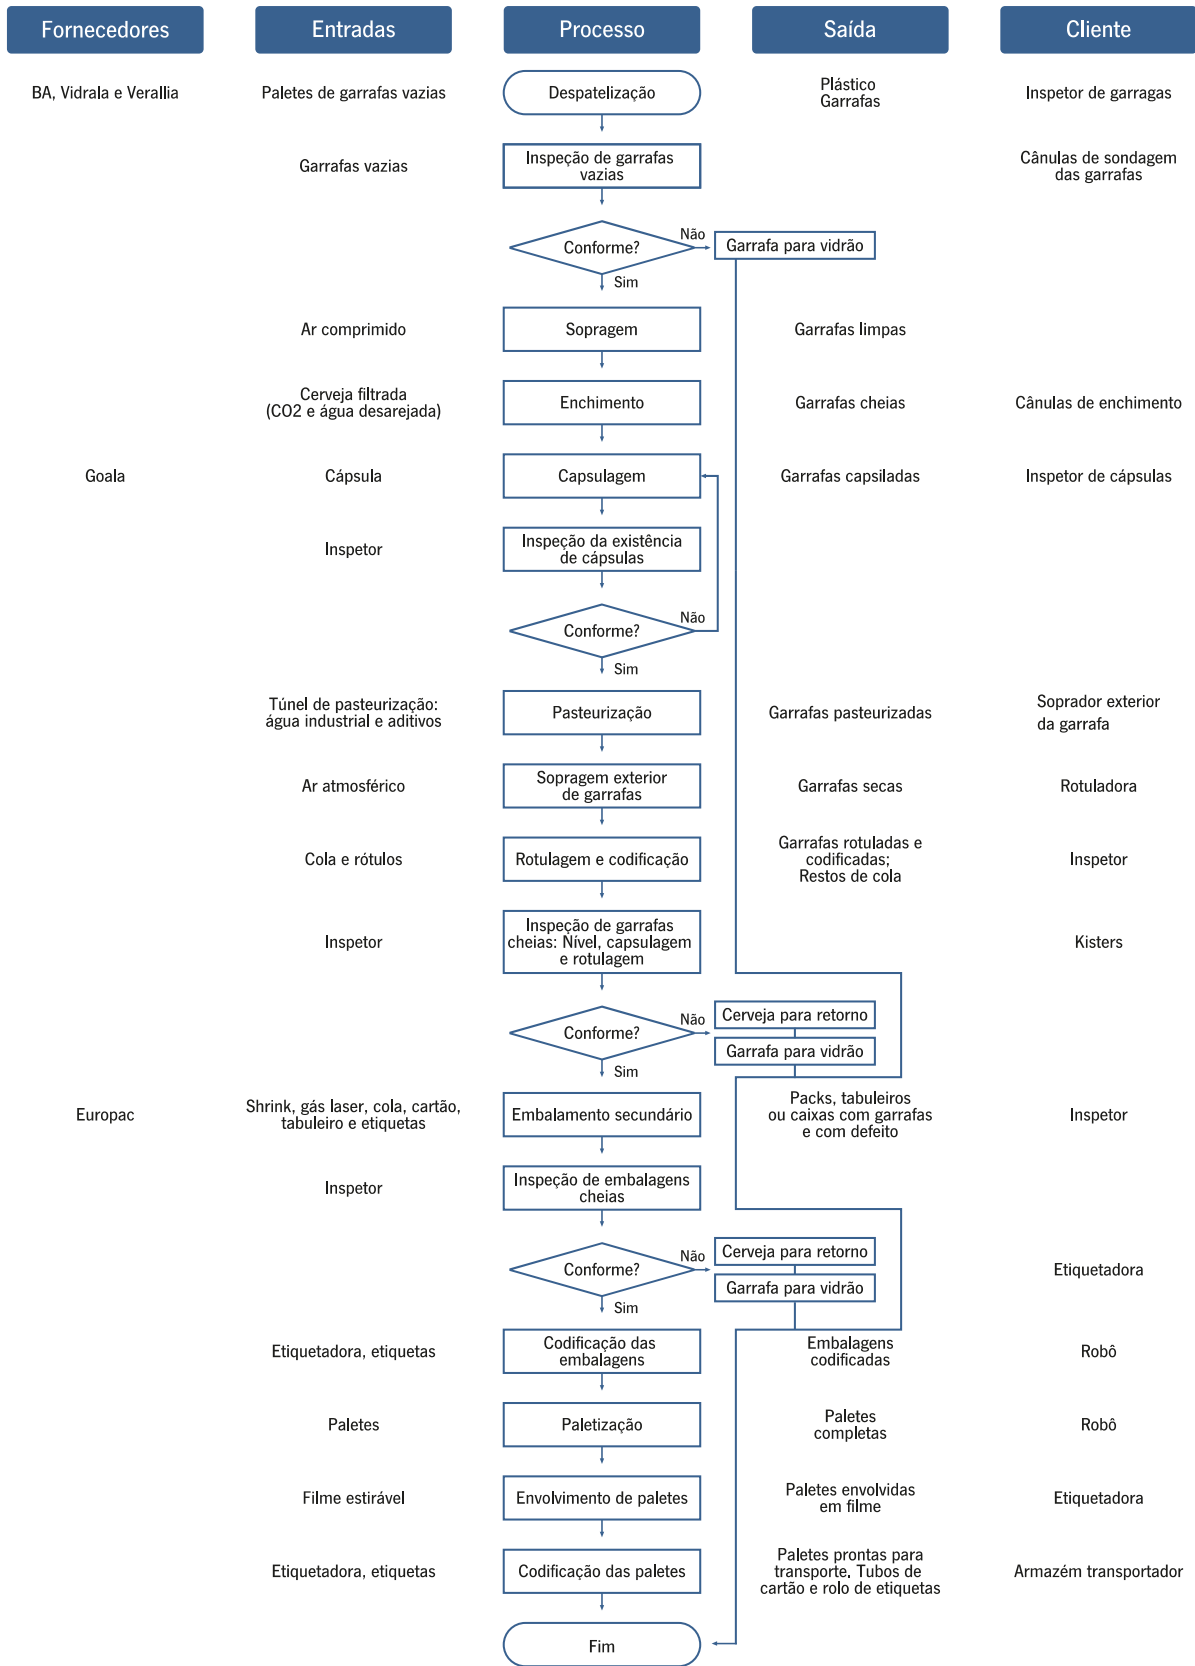 Fornecedores
Entradas
Processo
Saída
Cliente
BA, Vidrala e Verallia
Paletes de garrafas vazias
Despatelização
Plástico
Garrafas
Inspetor de garragas
Garrafas vazias
Inspeção de garrafas
vazias
Cânulas de sondagem
das garrafas
Conforme?
Não
Garrafa para vidrão
Sim
Ar comprimido
Sopragem
Garrafas limpas
Cerveja filtrada
(CO2 e água desarejada)
Enchimento
Garrafas cheias
Cânulas de enchimento
Goala
Cápsula
Capsulagem
Garrafas capsiladas
Inspetor de cápsulas
Inspetor
Inspeção da existência
de cápsulas
Conforme?
Não
Sim
Túnel de pasteurização:
água industrial e aditivos
Pasteurização
Garrafas pasteurizadas
Soprador exterior
da garrafa
Ar atmosférico
Sopragem exterior
de garrafas
Garrafas secas
Rotuladora
Cola e rótulos
Rotulagem e codificação
Garrafas rotuladas e
codificadas;
Restos de cola
Inspetor
Inspetor
Inspeção de garrafas
cheias: Nível, capsulagem
e rotulagem
Kisters
Conforme?
Não
Cerveja para retorno
Garrafa para vidrão
Sim
Europac
Shrink, gás laser, cola, cartão,
tabuleiro e etiquetas
Embalamento secundário
Packs, tabuleiros
ou caixas com garrafas
e com defeito
Inspetor
Inspetor
Inspeção de embalagens
cheias
Conforme?
Não
Cerveja para retorno
Garrafa para vidrão
Sim
Etiquetadora
Etiquetadora, etiquetas
Codificação das
embalagens
Embalagens
codificadas
Robô
Paletes
Paletização
Paletes
completas
Robô
Filme estirável
Envolvimento de paletes
Paletes envolvidas
em filme
Etiquetadora
Etiquetadora, etiquetas
Codificação das paletes
Paletes prontas para
transporte. Tubos de
cartão e rolo de etiquetas
Armazém transportador
Fim